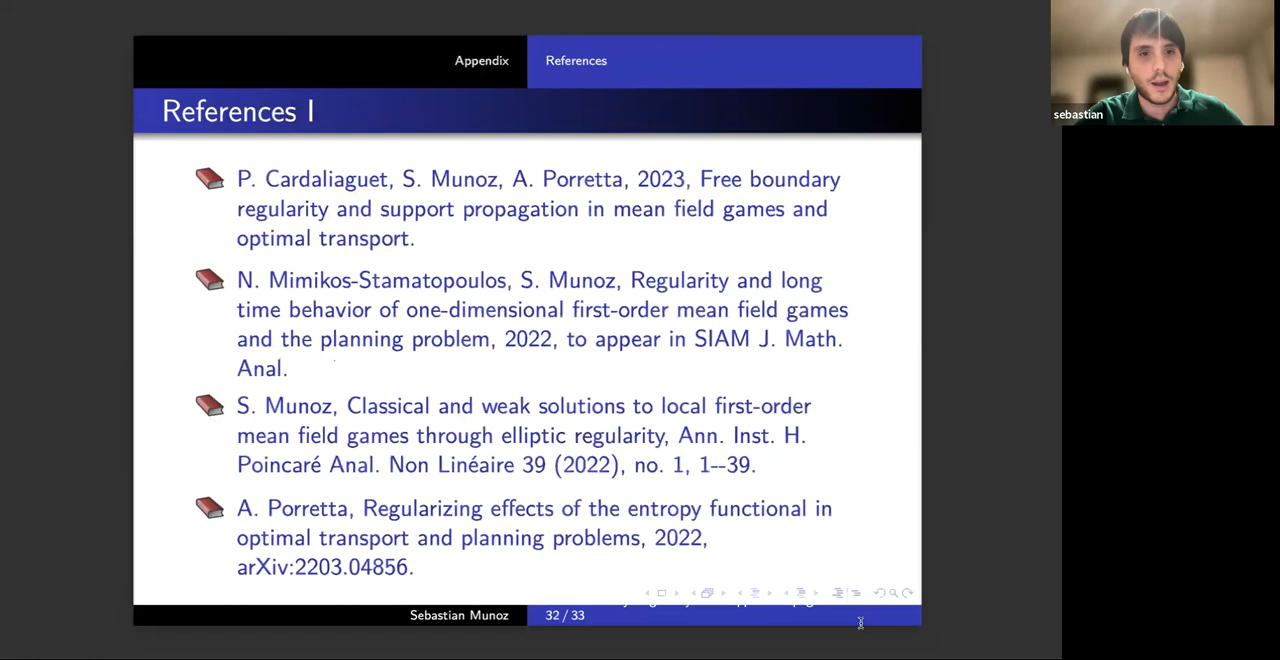 Appendix
References
References I
P. Cardaliaguet, S. Munoz, A. Porretta, 2023, Free boundary
regularity and support propagation in mean field games and
optimal transport.
N. Mimikos-Stamatopoulos, S. Munoz, Regularity and long
time behavior of one-dimensional first-order mean field games
and the planning problem, 2022, to appear in SIAM J. Math.
Anal.
S. Munoz, Classical and weak solutions to local first-order
mean field games through elliptic regularity, Ann. Inst. H.
Poincaré Anal. Non Linéaire 39 (2022), no. 1, 1--39.
A. Porretta, Regularizing effects of the entropy functional in
optimal transport and planning problems, 2022,
arXiv:2203.04856.
Sebastian Munoz
32 / 33
sebastian